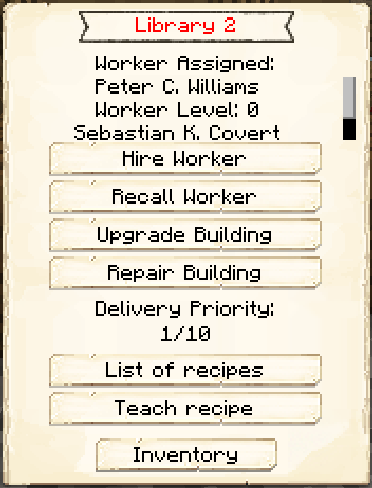 Library 2
Worker Assigned:
Peter C. Williams
Worker Level: 0
Sebastian K. Covert
Hire Worker
Recall Worker
Upgrade Building
Repair Building
Delivery Priority:
1/10
List of recipes
Teach recipe
Inventory